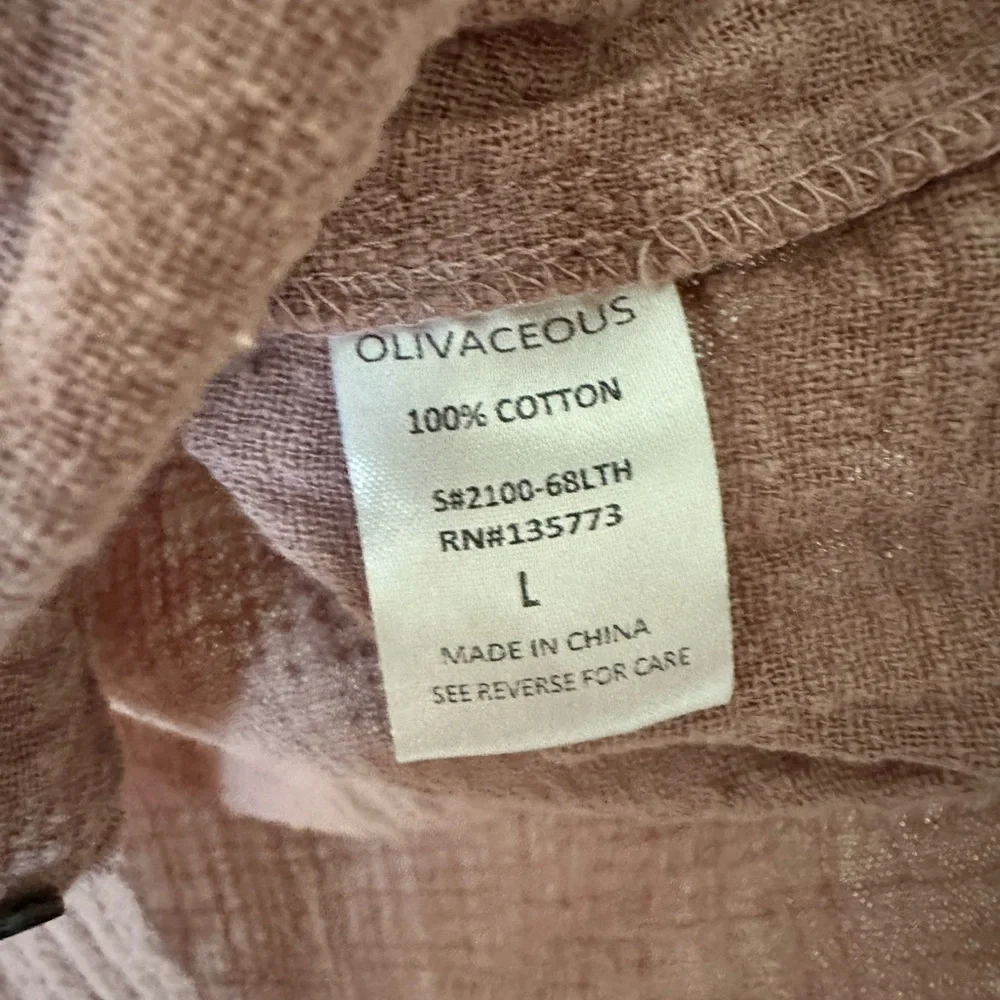 OLIVACEOUS
100% COTTON
S#2100-68LTH
RN#135773
L
MADE IN CHINA
SEE REVERSE FOR CARE